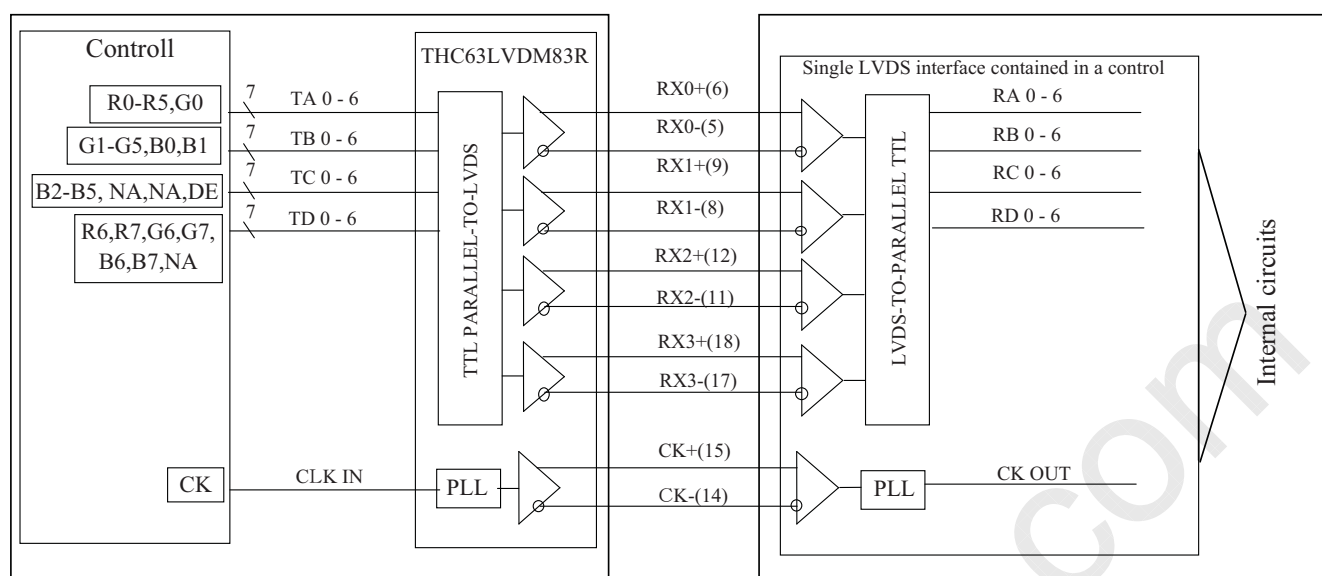 Controll
THC63LVDM83R
R0-R5,G0
7
TA 0 - 6
G1-G5,B0,B1
7
TB 0 - 6
B2-B5, NA,NA,DE
7
TC 0 - 6
R6,R7,G6,G7,
B6,B7,NA
7
TD 0 - 6
TTL PARALLEL-TO-LVDS
CK
CLK IN
PLL
RX0+(6)
RX0-(5)
RX1+(9)
RX1-(8)
RX2+(12)
RX2-(11)
RX3+(18)
RX3-(17)
CK+(15)
CK-(14)
Single LVDS interface contained in a control
LVDS-TO-PARALLEL TTL
RA 0 - 6
RB 0 - 6
RC 0 - 6
RD 0 - 6
PLL
CK OUT
Internal circuits
com